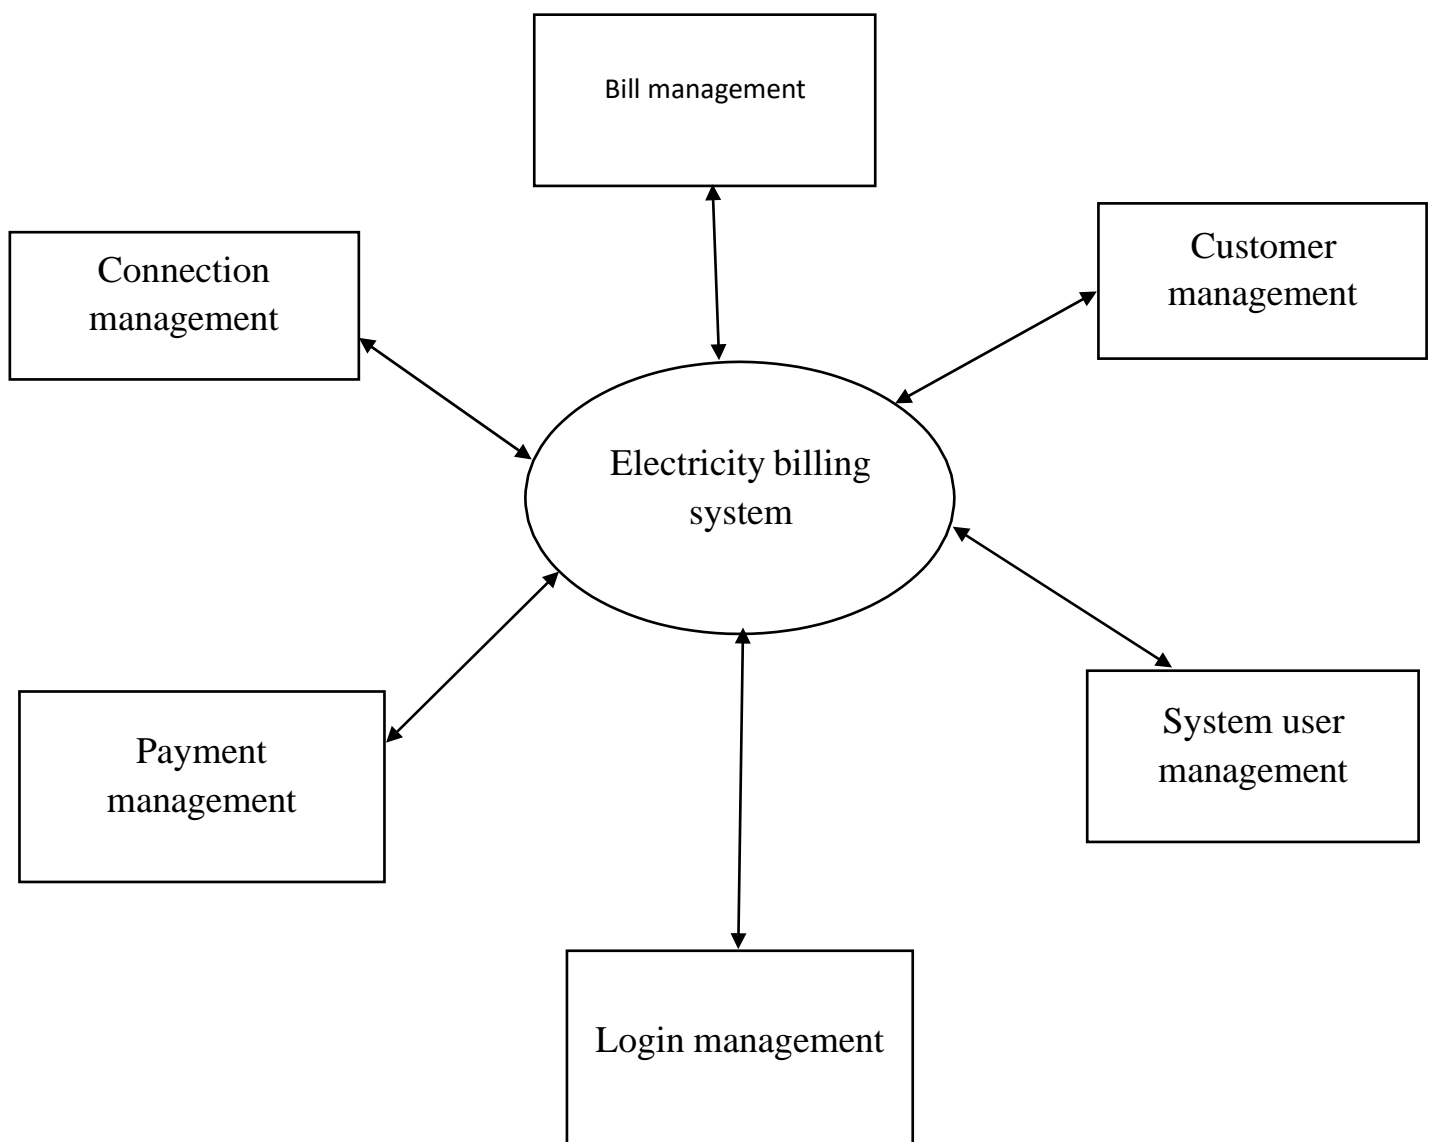 Bill management
Connection
management
Customer
management
Electricity billing
system
Payment
management
System user
management
Login management